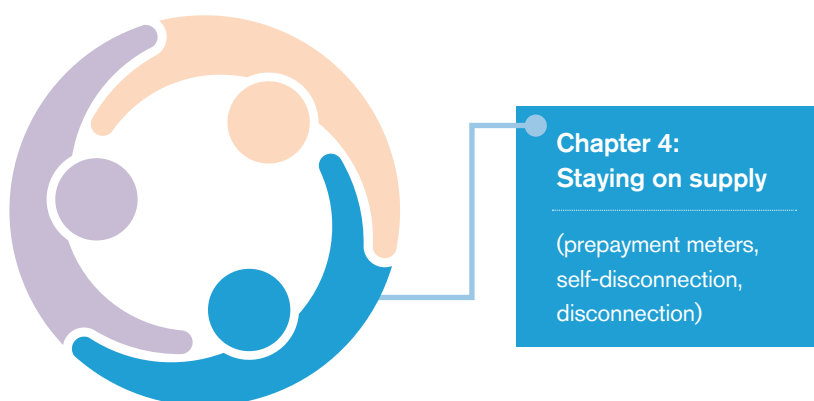 Chapter 4:
Staying on supply
(prepayment meters,
self-disconnection,
disconnection)